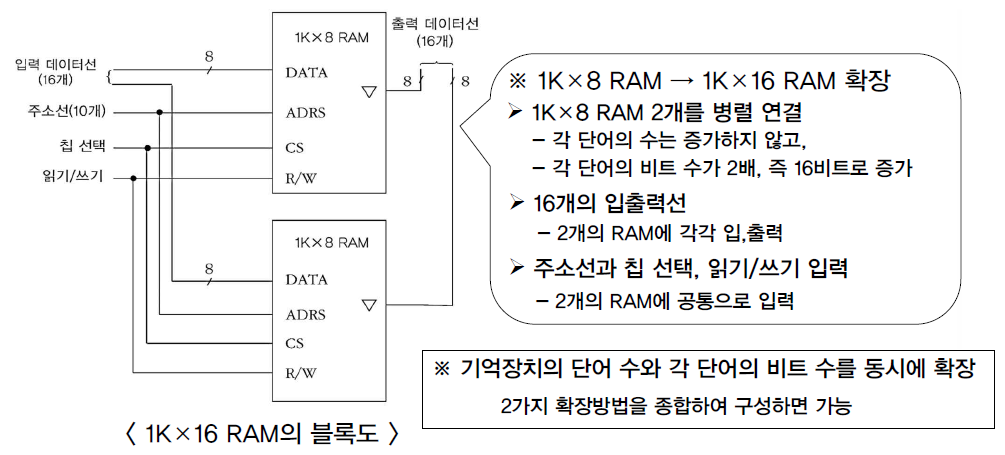 1K×8 RAM
DATA
ADRS
CS
R/W
입력 데이터선
(16개)
주소선(10개)
칩 선택
읽기/쓰기
8
출력 데이터선
(16개)
8
8
1K×8 RAM
DATA
ADRS
CS
R/W
8
〈 1K×16 RAM의 블록도 〉
※ 1K×8 RAM → 1K×16 RAM 확장
➢ 1K×8 RAM 2개를 병렬 연결
– 각 단어의 수는 증가하지 않고,
– 각 단어의 비트 수가 2배, 즉 16비트로 증가
➢ 16개의 입출력선
– 2개의 RAM에 각각 입,출력
➢ 주소선과 칩 선택, 읽기/쓰기 입력
– 2개의 RAM에 공통으로 입력
※ 기억장치의 단어 수와 각 단어의 비트 수를 동시에 확장
2가지 확장방법을 종합하여 구성하면 가능